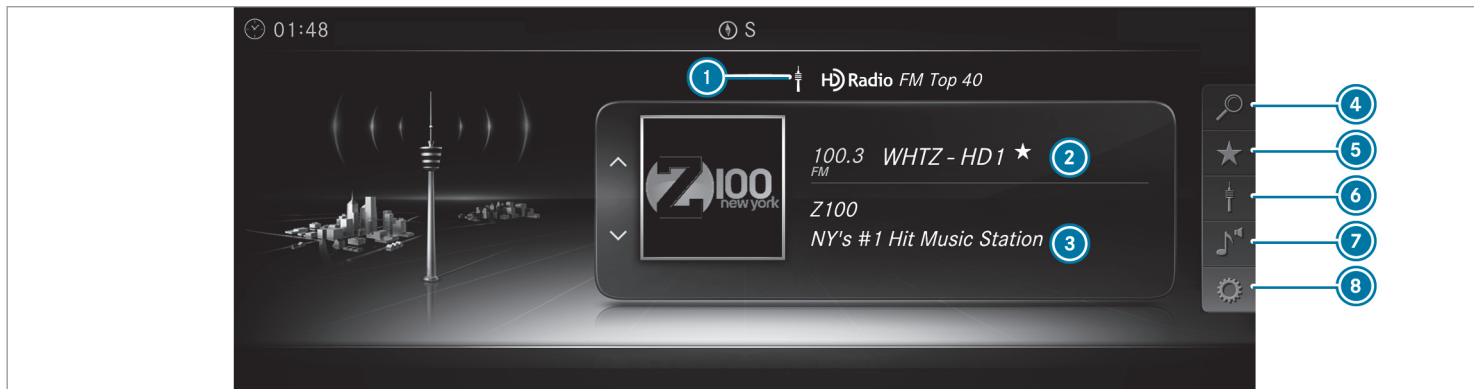 01:48
S
1
HD Radio FM Top 40
4
Z100
new york
100.3 WHTZ - HD1 ★ 2
FM
5
6
Z100
NY's #1 Hit Music Station 3
7
8